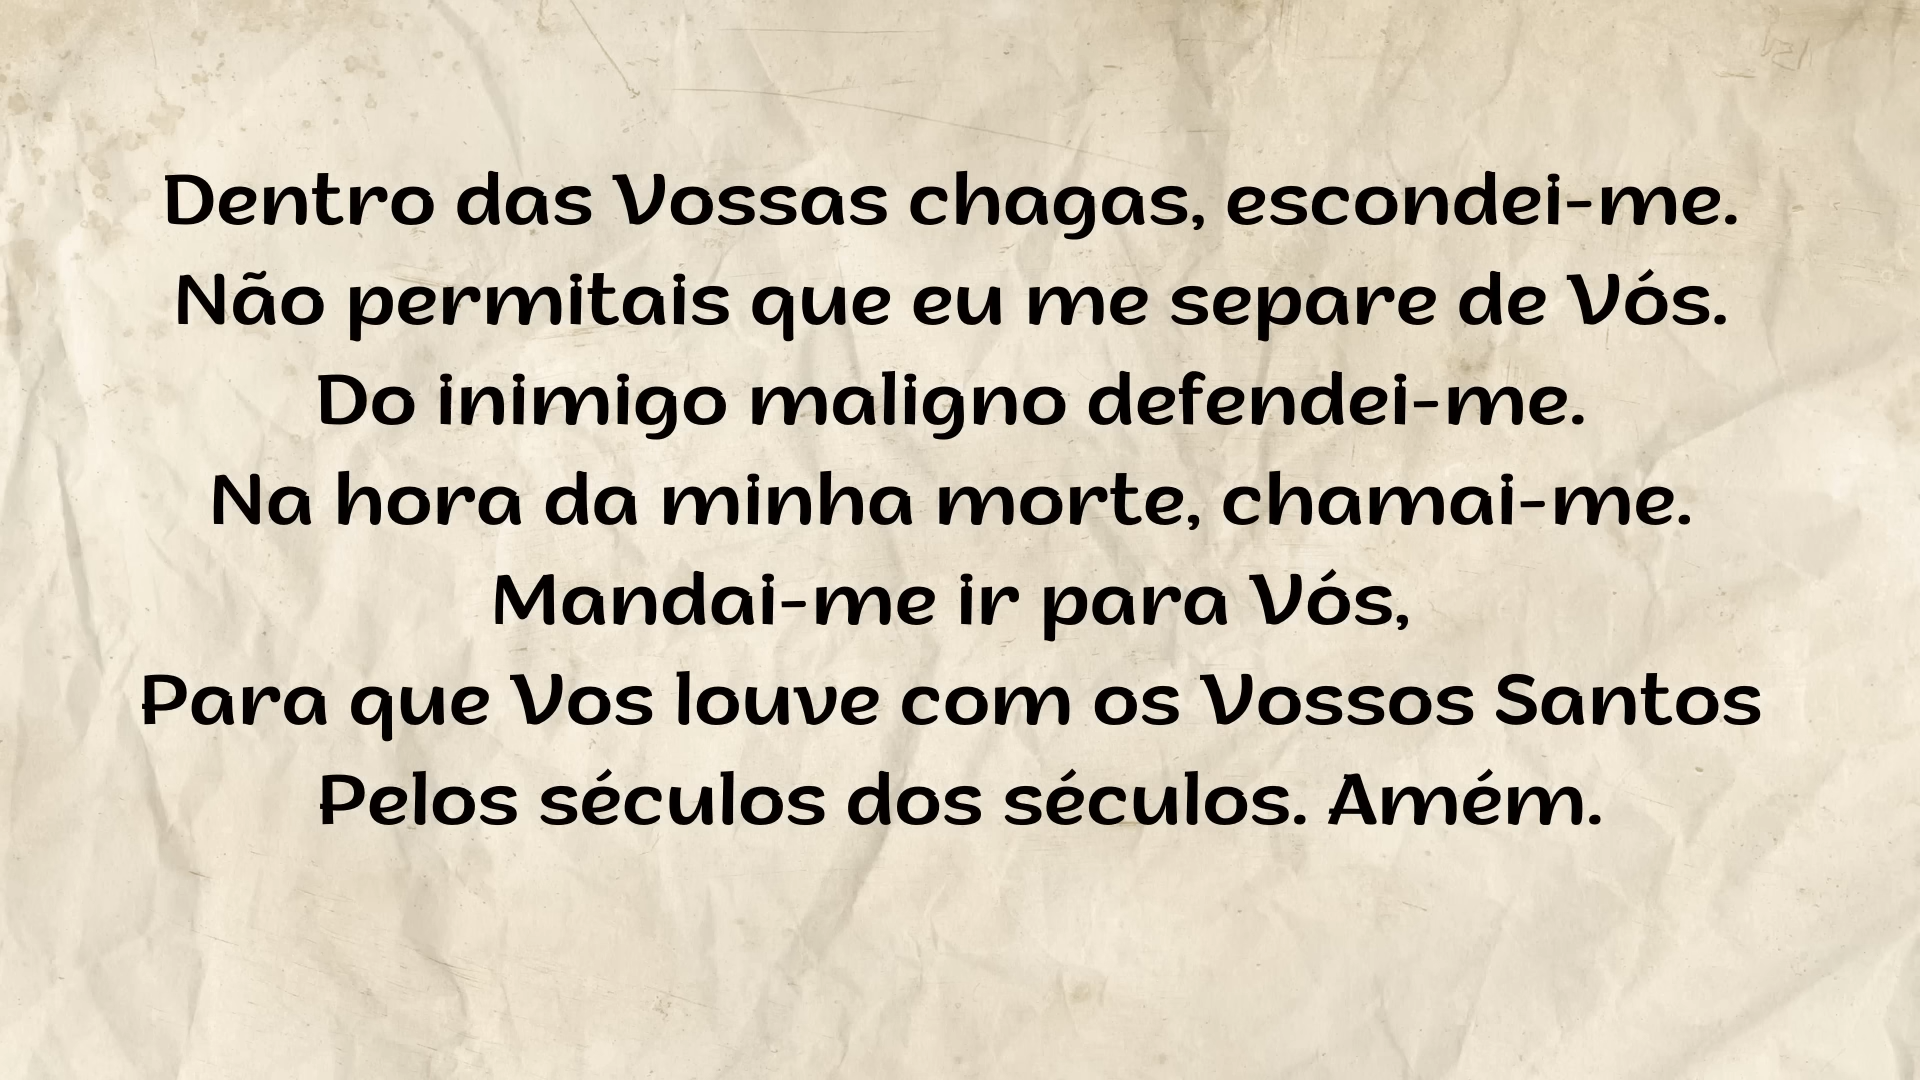 Dentro das Vossas chagas, escondei-me.
Não permitais que eu me separe de Vós.
Do inimigo maligno defendei-me.
Na hora da minha morte, chamai-me.
Mandai-me ir para Vós,
Para que Vos louve com os Vossos Santos
Pelos séculos dos séculos. Amém.